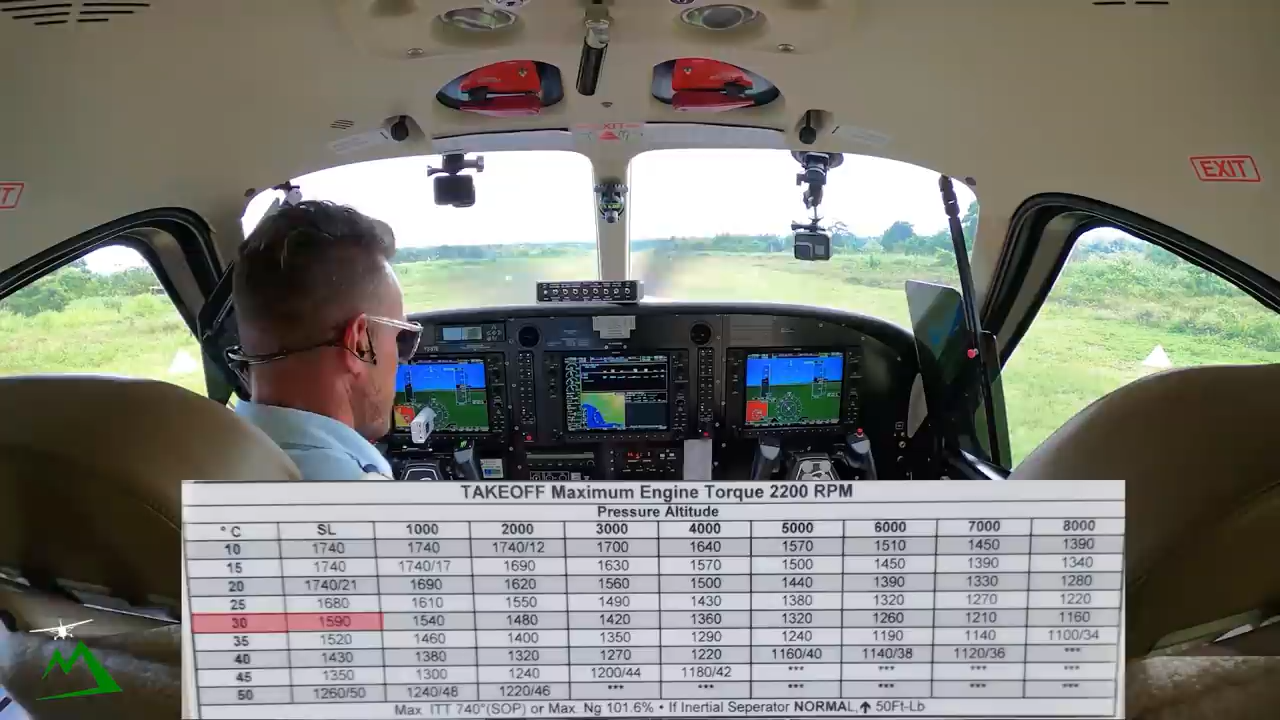 EXIT
EXIT
TAKEOFF Maximum Engine Torque 2200 RPM
Pressure Altitude
° C SL 1000 2000 3000 4000 5000 6000 7000 8000
10 1740 1740 1740/12 1700 1640 1570 1510 1450 1390
15 1740 1740/17 1690 1630 1570 1500 1450 1390 1340
20 1740/21 1690 1620 1560 1500 1440 1390 1330 1280
25 1680 1610 1550 1490 1430 1380 1320 1270 1220
30 1590 1540 1480 1420 1360 1320 1260 1210 1160
35 1520 1460 1400 1350 1290 1240 1190 1140 1100/34
40 1430 1380 1320 1270 1220 1160/40 1140/38 1120/36 ***
45 1350 1300 1240 1200/44 1180/42 *** *** *** ***
50 1260/50 1240/48 1220/46 *** *** *** *** *** ***
Max. ITT 740°(SOP) or Max. Ng 101.6% • If Inertial Seperator NORMAL, ↑ 50Ft-Lb